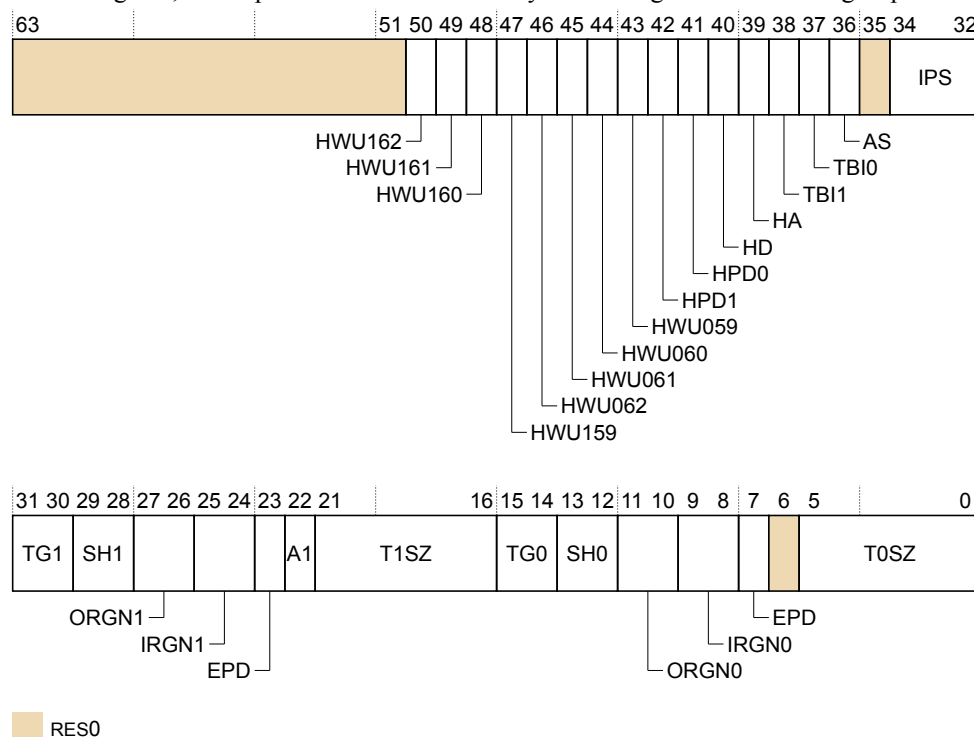 63 51 50 49 48 47 46 45 44 43 42 41 40 39 38 37 36 35 34 32
IPS
HWU162 AS
HWU161 TBI0
HWU160 TBI1
HA
HD
HPD0
HPD1
HWU059
HWU060
HWU061
HWU062
HWU159
31 30 29 28 27 26 25 24 23 22 21 16 15 14 13 12 11 10 9 8 7 6 5 0
TG1 SH1 A1 T1SZ TG0 SH0 T0SZ
ORGN1 EPD
IRGN1 IRGN0
EPD ORGN0
RES0